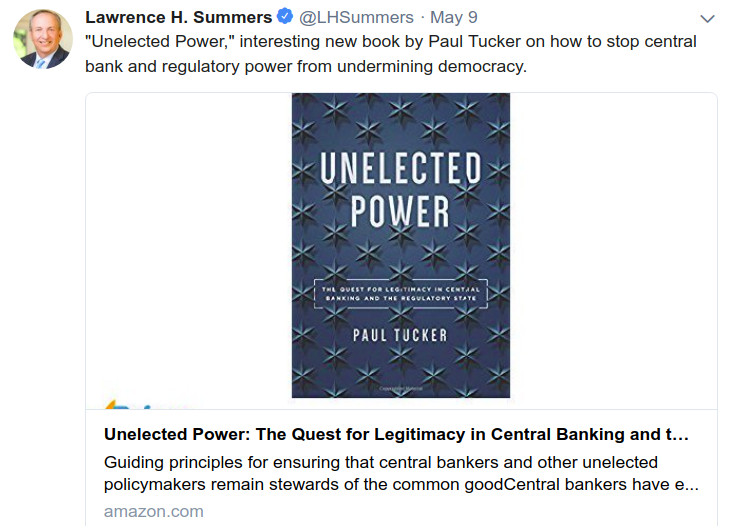 Lawrence H. Summers @LHSummers · May 9
"Unelected Power," interesting new book by Paul Tucker on how to stop central
bank and regulatory power from undermining democracy.
UNELECTED
POWER
THE QUEST FOR LEGITIMACY IN CENTRAL
BANKING AND THE REGULATORY STATE
PAUL TUCKER
Copyrighted Material
Unelected Power: The Quest for Legitimacy in Central Banking and t...
Guiding principles for ensuring that central bankers and other unelected
policymakers remain stewards of the common goodCentral bankers have e...
amazon.com